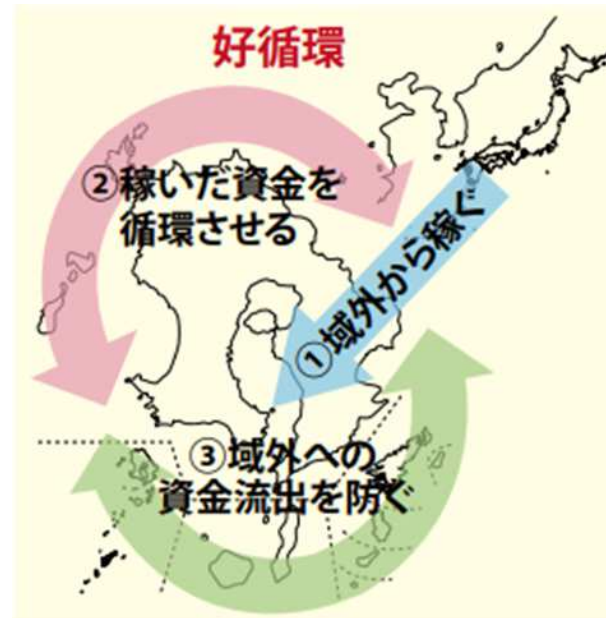 好循環
②稼いだ資金を
循環させる
①域外から稼ぐ
③域外への
資金流出を防ぐ